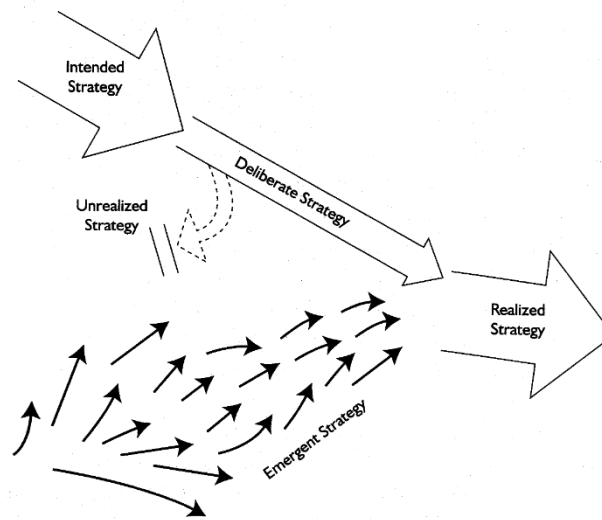 Intended
Strategy
Deliberate Strategy
Unrealized
Strategy
Realized
Strategy
Emergent Strategy